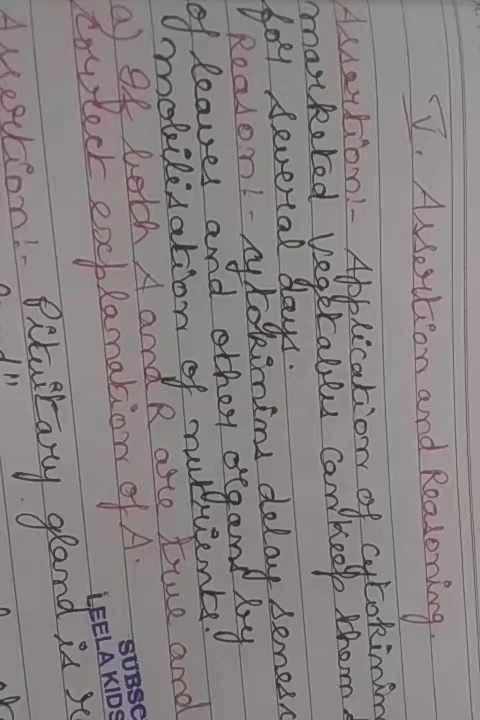 V. Assertion and Reasoning.
Assertion:- Application of cytokinin
marketed vegetables can keep them
for several days.
Reason:- cytokinins delay senes
of leaves and other organs by
mobilisation of nutrients.
a) If both A and R are true and
correct explanation of A.
Assertion:- Pituitary gland is
SUBSC
LEELA KIDS